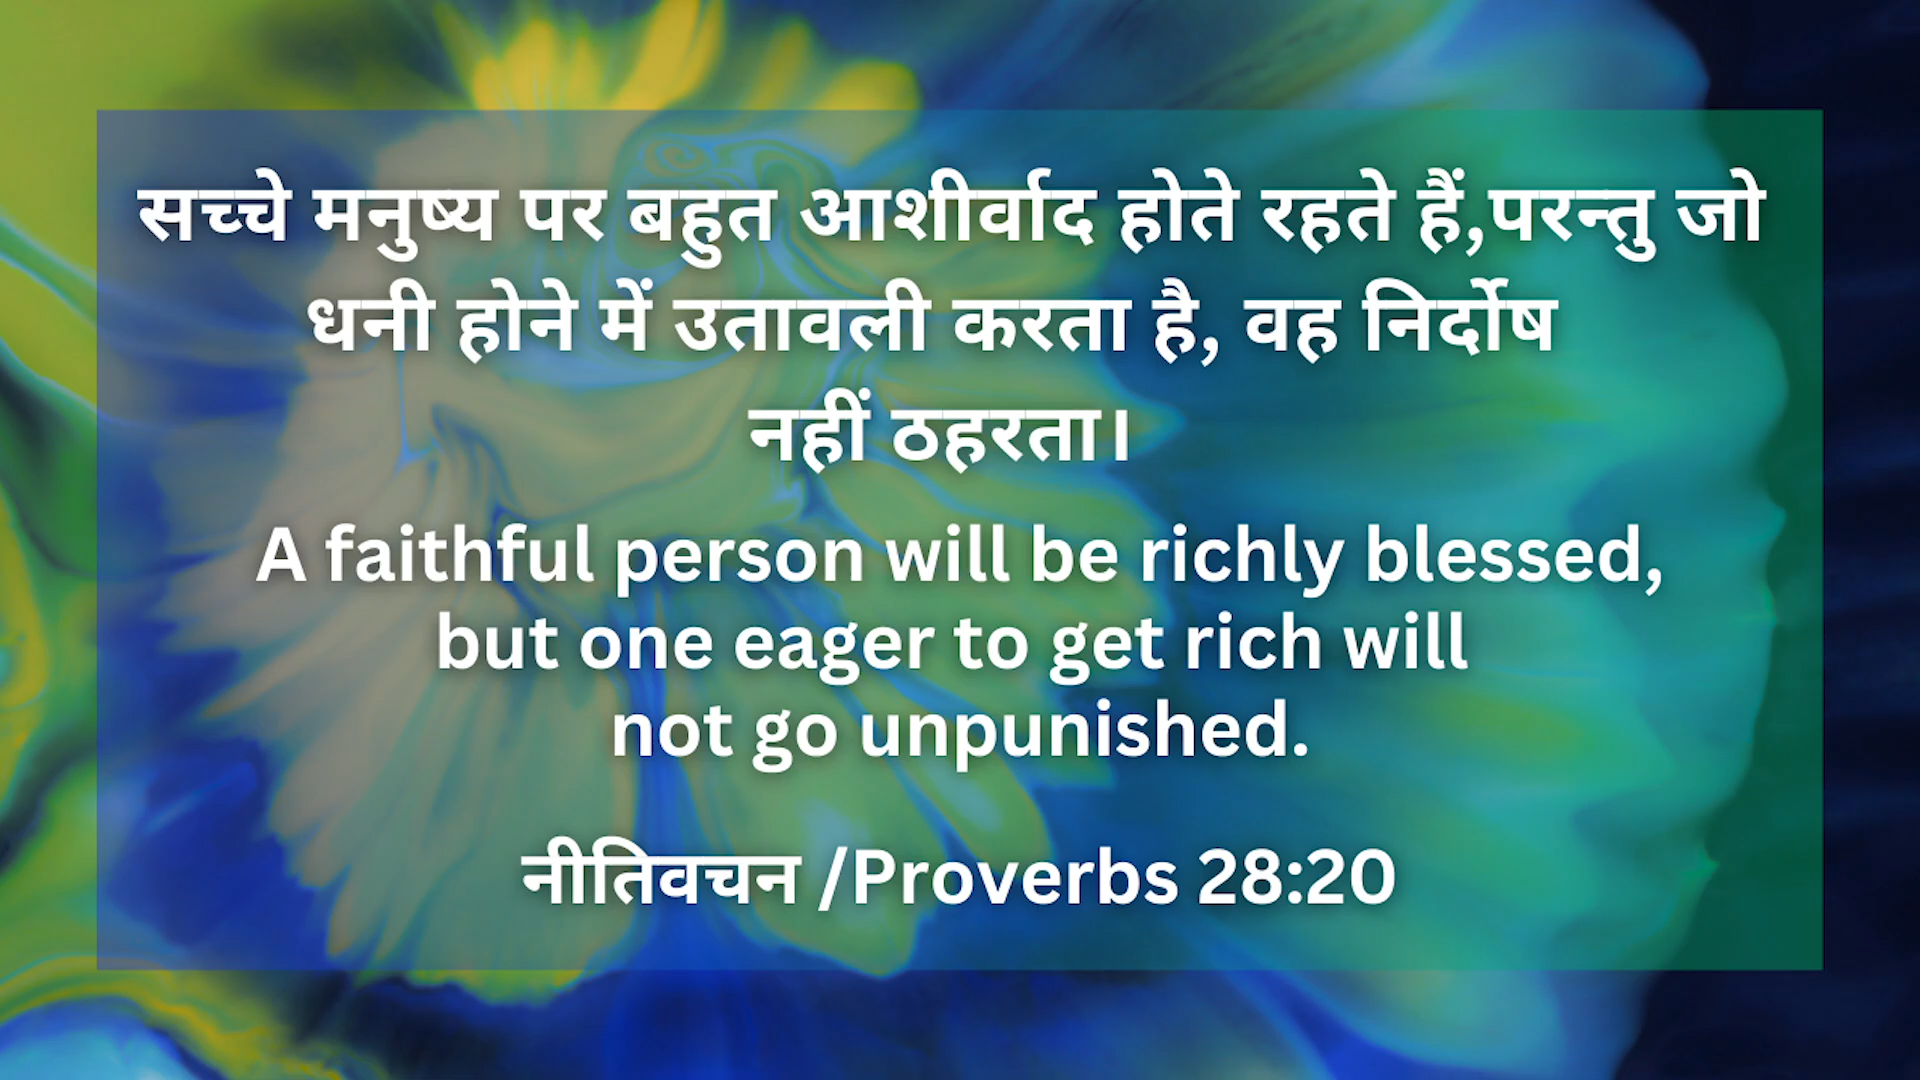 सच्चे मनुष्य पर बहुत आशीर्वाद होते रहते हैं,परन्तु जो
धनी होने में उतावली करता है, वह निर्दोष
नहीं ठहरता।
A faithful person will be richly blessed,
but one eager to get rich will
not go unpunished.
नीतिवचन /Proverbs 28:20